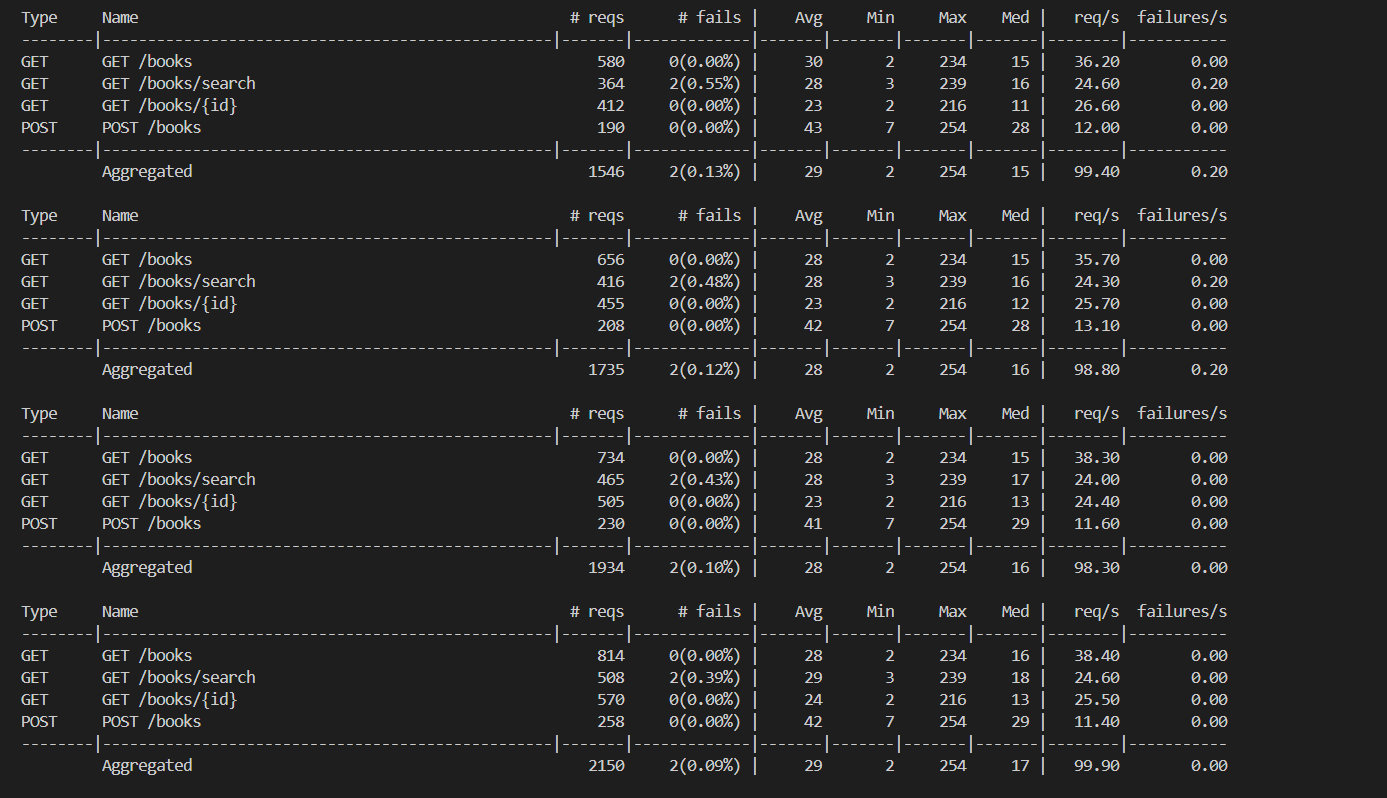 Type     Name                                                  # reqs      # fails |    Avg     Min     Max    Med |   req/s  failures/s
--------|--------------------------------------------------|-------|-------------|-------|-------|-------|-------|--------|-----------
GET      GET /books                                               580     0(0.00%) |     30       2     234     15 |   36.20        0.00
GET      GET /books/search                                        364     2(0.55%) |     28       3     239     16 |   24.60        0.20
GET      GET /books/{id}                                          412     0(0.00%) |     23       2     216     11 |   26.60        0.00
POST     POST /books                                              190     0(0.00%) |     43       7     254     28 |   12.00        0.00
--------|--------------------------------------------------|-------|-------------|-------|-------|-------|-------|--------|-----------
         Aggregated                                              1546     2(0.13%) |     29       2     254     15 |   99.40        0.20

Type     Name                                                  # reqs      # fails |    Avg     Min     Max    Med |   req/s  failures/s
--------|--------------------------------------------------|-------|-------------|-------|-------|-------|-------|--------|-----------
GET      GET /books                                               656     0(0.00%) |     28       2     234     15 |   35.70        0.00
GET      GET /books/search                                        416     2(0.48%) |     28       3     239     16 |   24.30        0.20
GET      GET /books/{id}                                          455     0(0.00%) |     23       2     216     12 |   25.70        0.00
POST     POST /books                                              208     0(0.00%) |     42       7     254     28 |   13.10        0.00
--------|--------------------------------------------------|-------|-------------|-------|-------|-------|-------|--------|-----------
         Aggregated                                              1735     2(0.12%) |     28       2     254     16 |   98.80        0.20

Type     Name                                                  # reqs      # fails |    Avg     Min     Max    Med |   req/s  failures/s
--------|--------------------------------------------------|-------|-------------|-------|-------|-------|-------|--------|-----------
GET      GET /books                                               734     0(0.00%) |     28       2     234     15 |   38.30        0.00
GET      GET /books/search                                        465     2(0.43%) |     28       3     239     17 |   24.00        0.00
GET      GET /books/{id}                                          505     0(0.00%) |     23       2     216     13 |   24.40        0.00
POST     POST /books                                              230     0(0.00%) |     41       7     254     29 |   11.60        0.00
--------|--------------------------------------------------|-------|-------------|-------|-------|-------|-------|--------|-----------
         Aggregated                                              1934     2(0.10%) |     28       2     254     16 |   98.30        0.00

Type     Name                                                  # reqs      # fails |    Avg     Min     Max    Med |   req/s  failures/s
--------|--------------------------------------------------|-------|-------------|-------|-------|-------|-------|--------|-----------
GET      GET /books                                               814     0(0.00%) |     28       2     234     16 |   38.40        0.00
GET      GET /books/search                                        508     2(0.39%) |     29       3     239     18 |   24.60        0.00
GET      GET /books/{id}                                          570     0(0.00%) |     24       2     216     13 |   25.50        0.00
POST     POST /books                                              258     0(0.00%) |     42       7     254     29 |   11.40        0.00
--------|--------------------------------------------------|-------|-------------|-------|-------|-------|-------|--------|-----------
         Aggregated                                              2150     2(0.09%) |     29       2     254     17 |   99.90        0.00